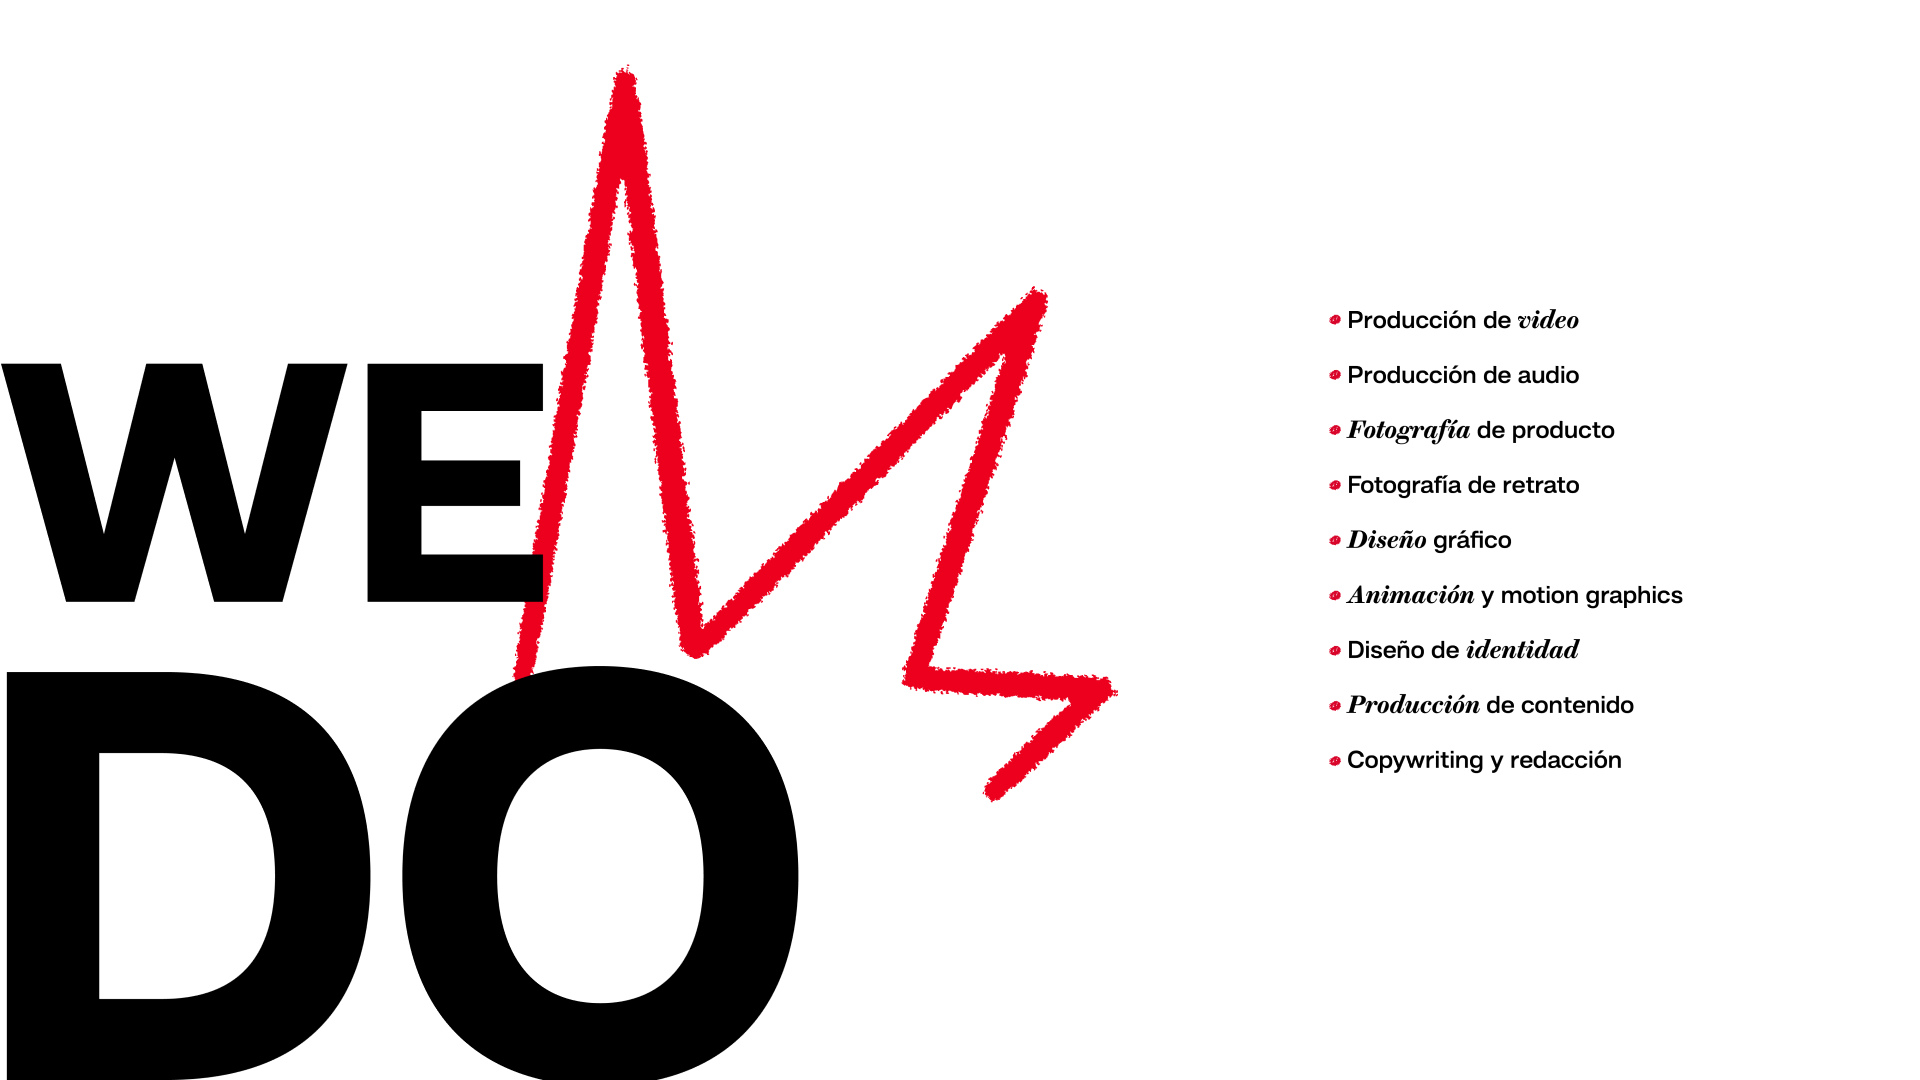 WE
DO
Producción de video
Producción de audio
Fotografía de producto
Fotografía de retrato
Diseño gráfico
Animación y motion graphics
Diseño de identidad
Producción de contenido
Copywriting y redacción